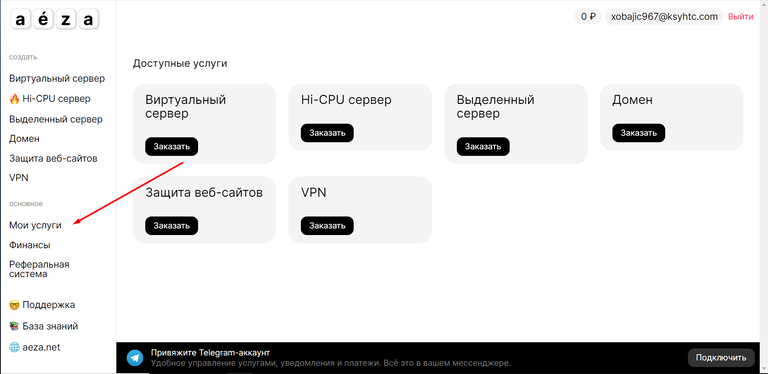 aéza
0 ₽
xobajic967@ksyhtc.com
Выйти
создать
Виртуальный сервер
Hi-CPU сервер
Выделенный сервер
Домен
Защита веб-сайтов
VPN
основное
Мои услуги
Финансы
Реферальная
система
Поддержка
База знаний
aeza.net
Доступные услуги
Виртуальный
сервер
Заказать
Hi-CPU сервер
Заказать
Выделенный
сервер
Заказать
Домен
Заказать
Защита веб-сайтов
Заказать
VPN
Заказать
Привяжите Telegram-аккаунт
Удобное управление услугами, уведомления и платежи. Всё это в вашем мессенджере.
Подключить